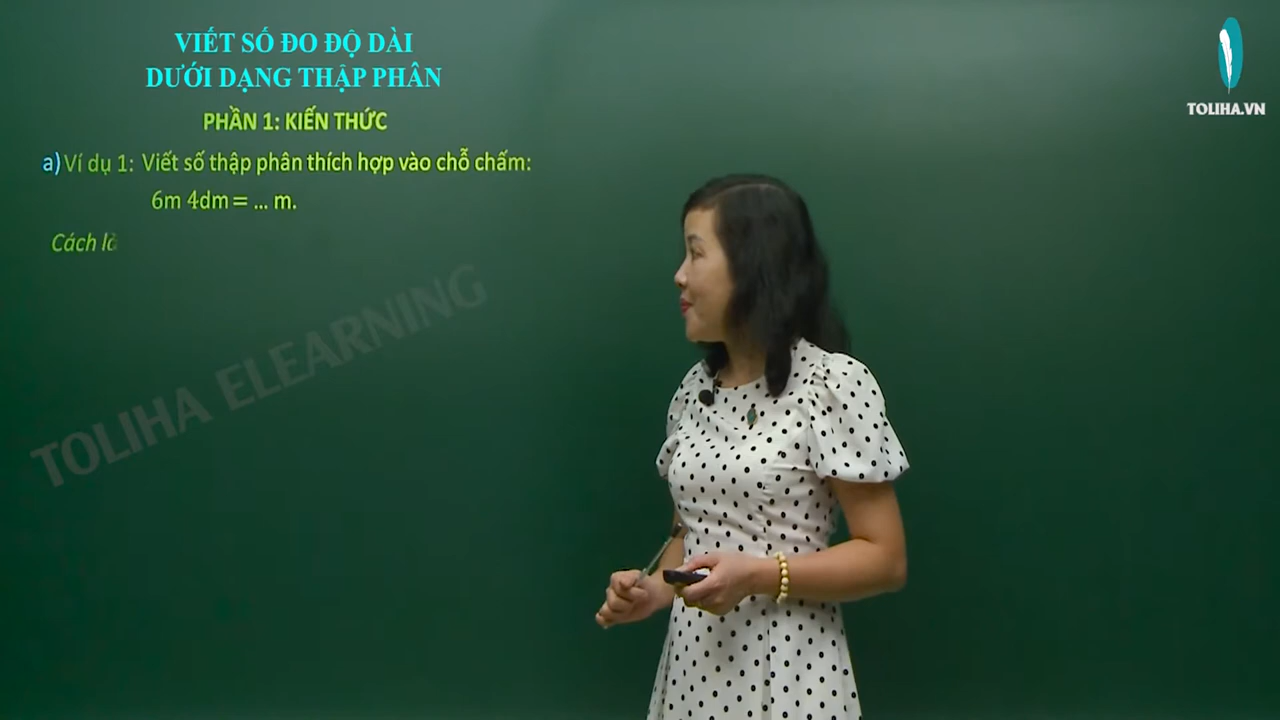 VIẾT SỐ ĐO ĐỘ DÀI
DƯỚI DẠNG THẬP PHÂN
PHẦN 1: KIẾN THỨC
a) Ví dụ 1: Viết số thập phân thích hợp vào chỗ chấm:
6m 4dm = ... m.
Cách là
TOLIHA ELEARNING
TOLIHA.VN